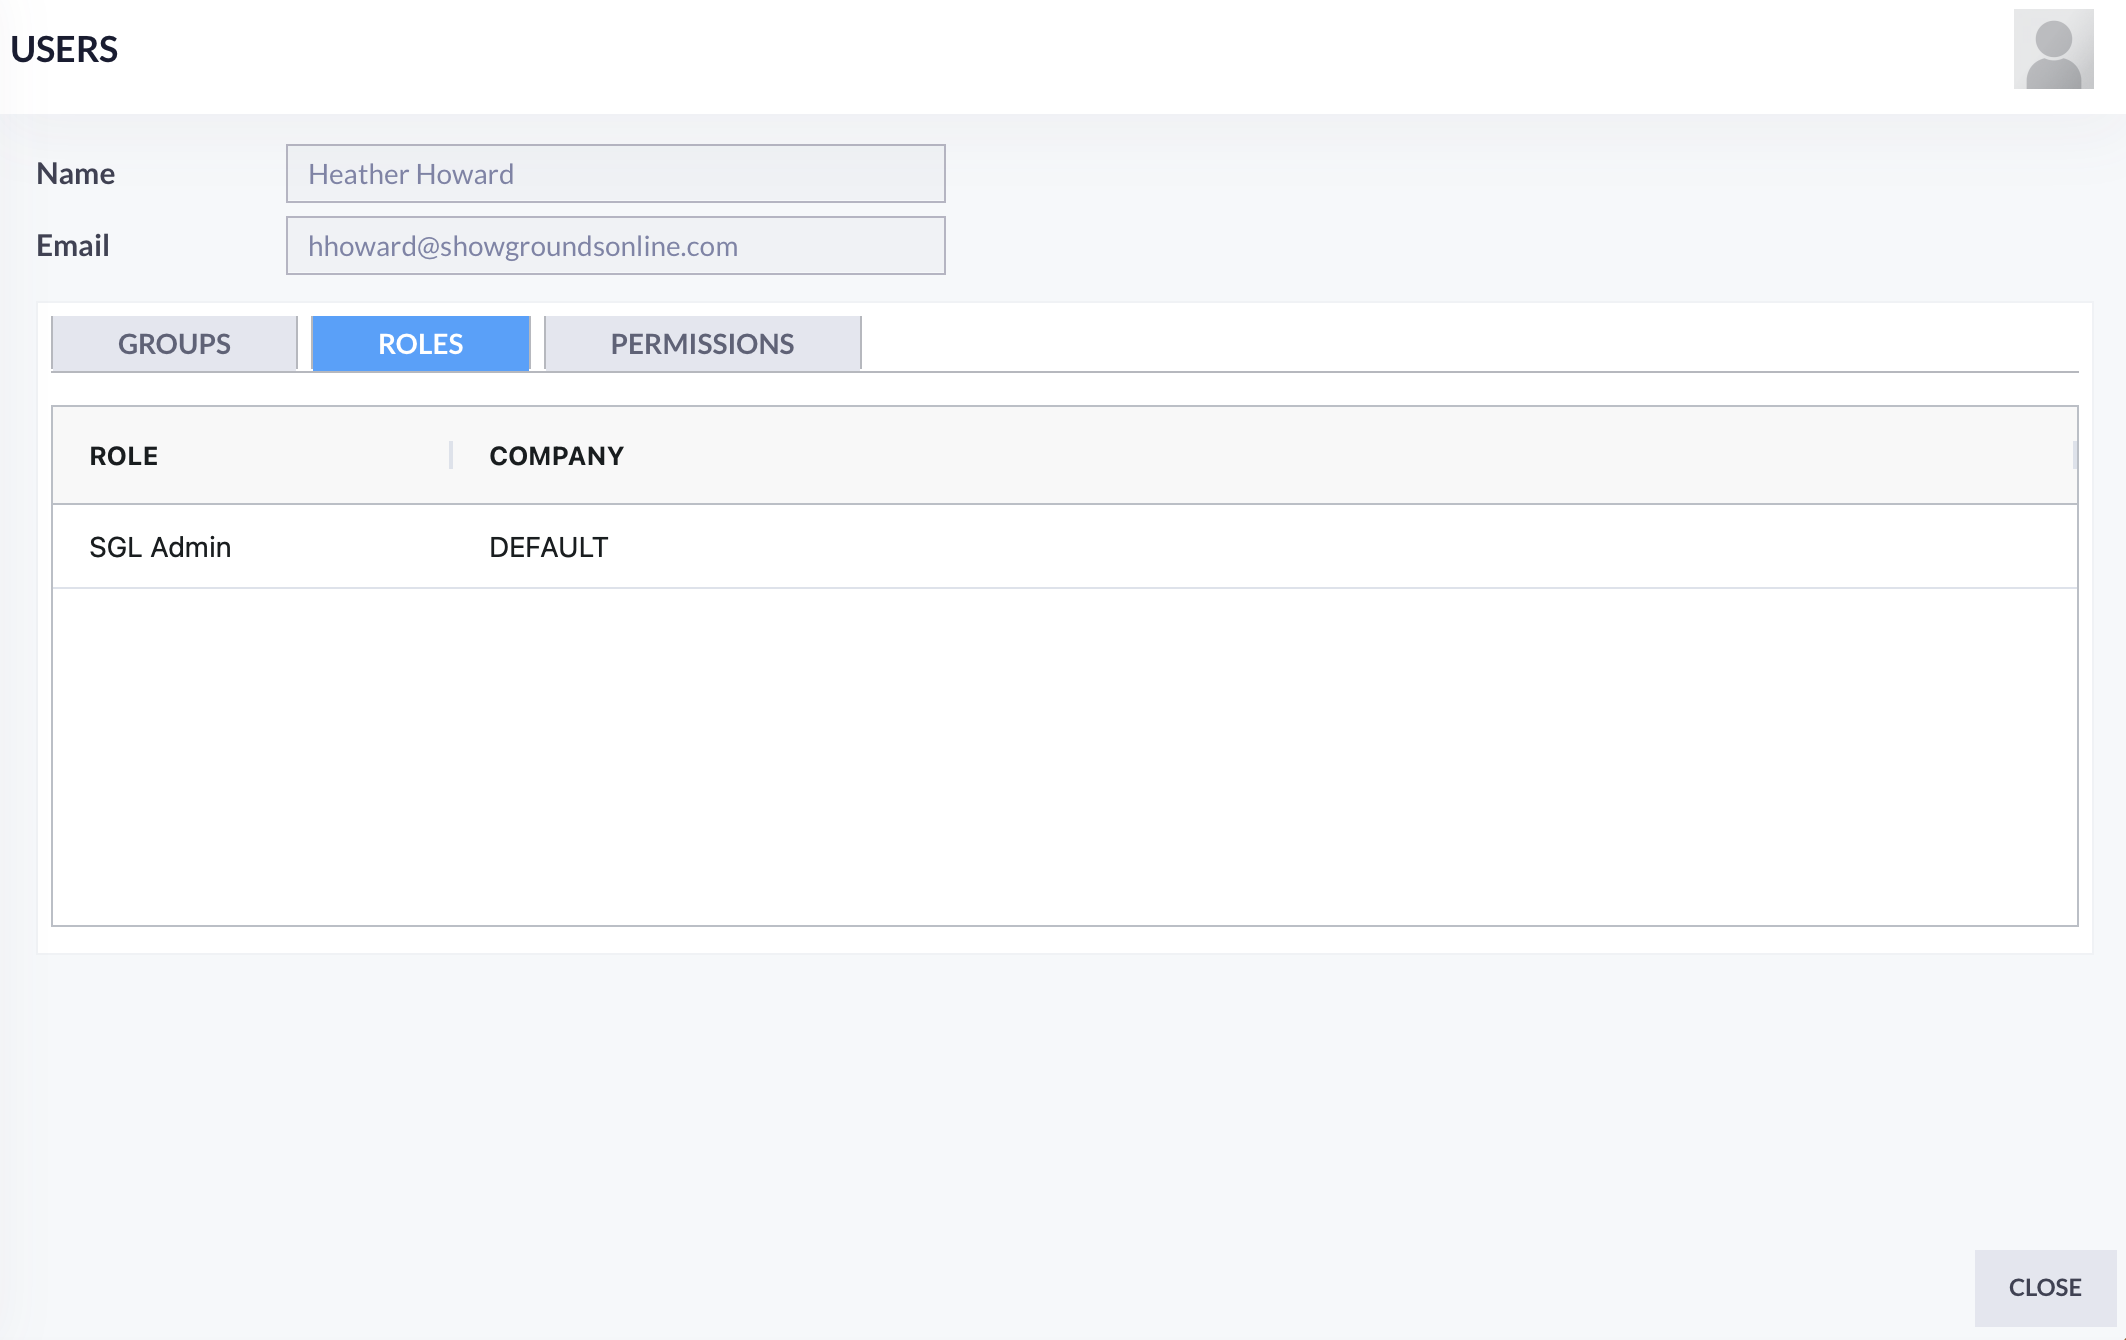 USERS
Name
Heather Howard
Email
hhoward@showgroundsonline.com
GROUPS ROLES PERMISSIONS
ROLE COMPANY
SGL Admin DEFAULT
CLOSE